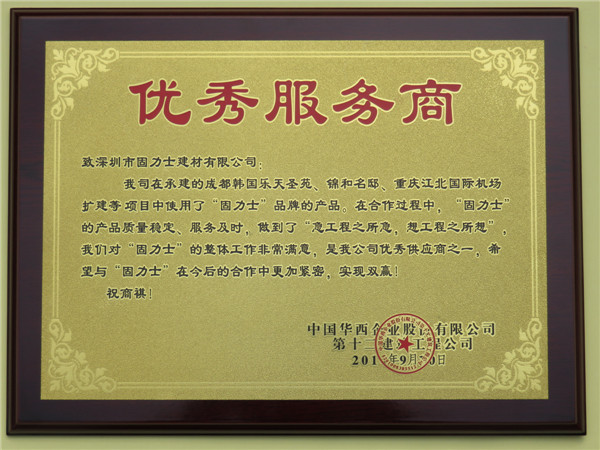 优秀服务商
致深圳市固力士建材有限公司：
我司在承建的成都韩国乐天圣苑、锦和名邸、重庆江北国际机场
扩建等项目中使用了“固力士”品牌的产品。在合作过程中，“固力士”
的产品质量稳定、服务及时，做到了“急工程之所急，想工程之所想”，
我们对“固力士”的整体工作非常满意，是我公司优秀供应商之一，希
望与“固力士”在今后的合作中更加紧密，实现双赢！
祝商祺！
中国华西企业股份有限公司
第十二建筑工程公司
201 年9月 0日